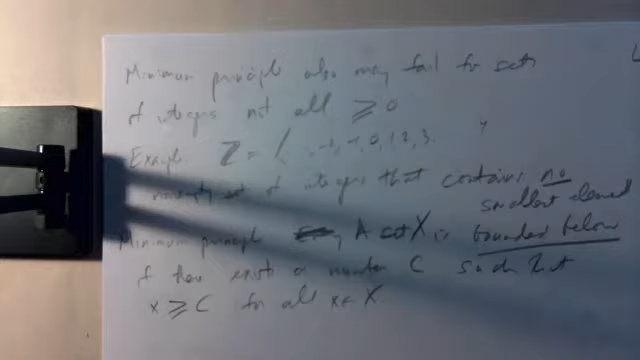 Minimum principle also may fail for sets
of integers not all ≥ 0
Example Z = { .. -2, -1, 0, 1, 2, 3.. }
nonempty set of integers that contains no
smallest element
Minimum principle A set X is bounded below
if there exists a number C such that
x ≥ C for all x ∈ X.